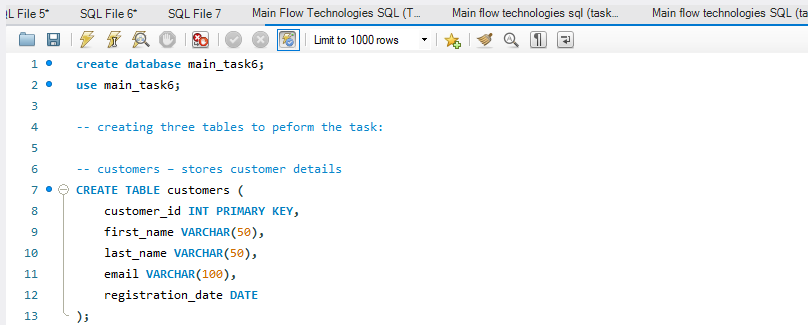 QL File 5*
SQL File 6*
SQL File 7
Main Flow Technologies SQL (T...
Main flow technologies sql (task...
Main flow technologies SQL (ta
Limit to 1000 rows
1 create database main_task6;
2 use main_task6;
3
4 -- creating three tables to peform the task:
5
6 -- customers – stores customer details
7 CREATE TABLE customers (
8 customer_id INT PRIMARY KEY,
9 first_name VARCHAR(50),
10 last_name VARCHAR(50),
11 email VARCHAR(100),
12 registration_date DATE
13 );